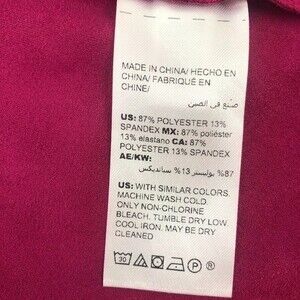 MADE IN CHINA/ HECHO EN
CHINA/ FABRIQUÉ EN
CHINE/
صنع في الصين
US: 87% POLYESTER 13%
SPANDEX MX: 87% poliéster
13% elastano CA: 87%
POLYESTER 13% SPANDEX
AE/KW:
87% بوليستر 13% سباندكس
US: WITH SIMILAR COLORS.
MACHINE WASH COLD.
ONLY NON-CHLORINE
BLEACH. TUMBLE DRY LOW
COOL IRON. MAY BE DRY
CLEANED
30 P